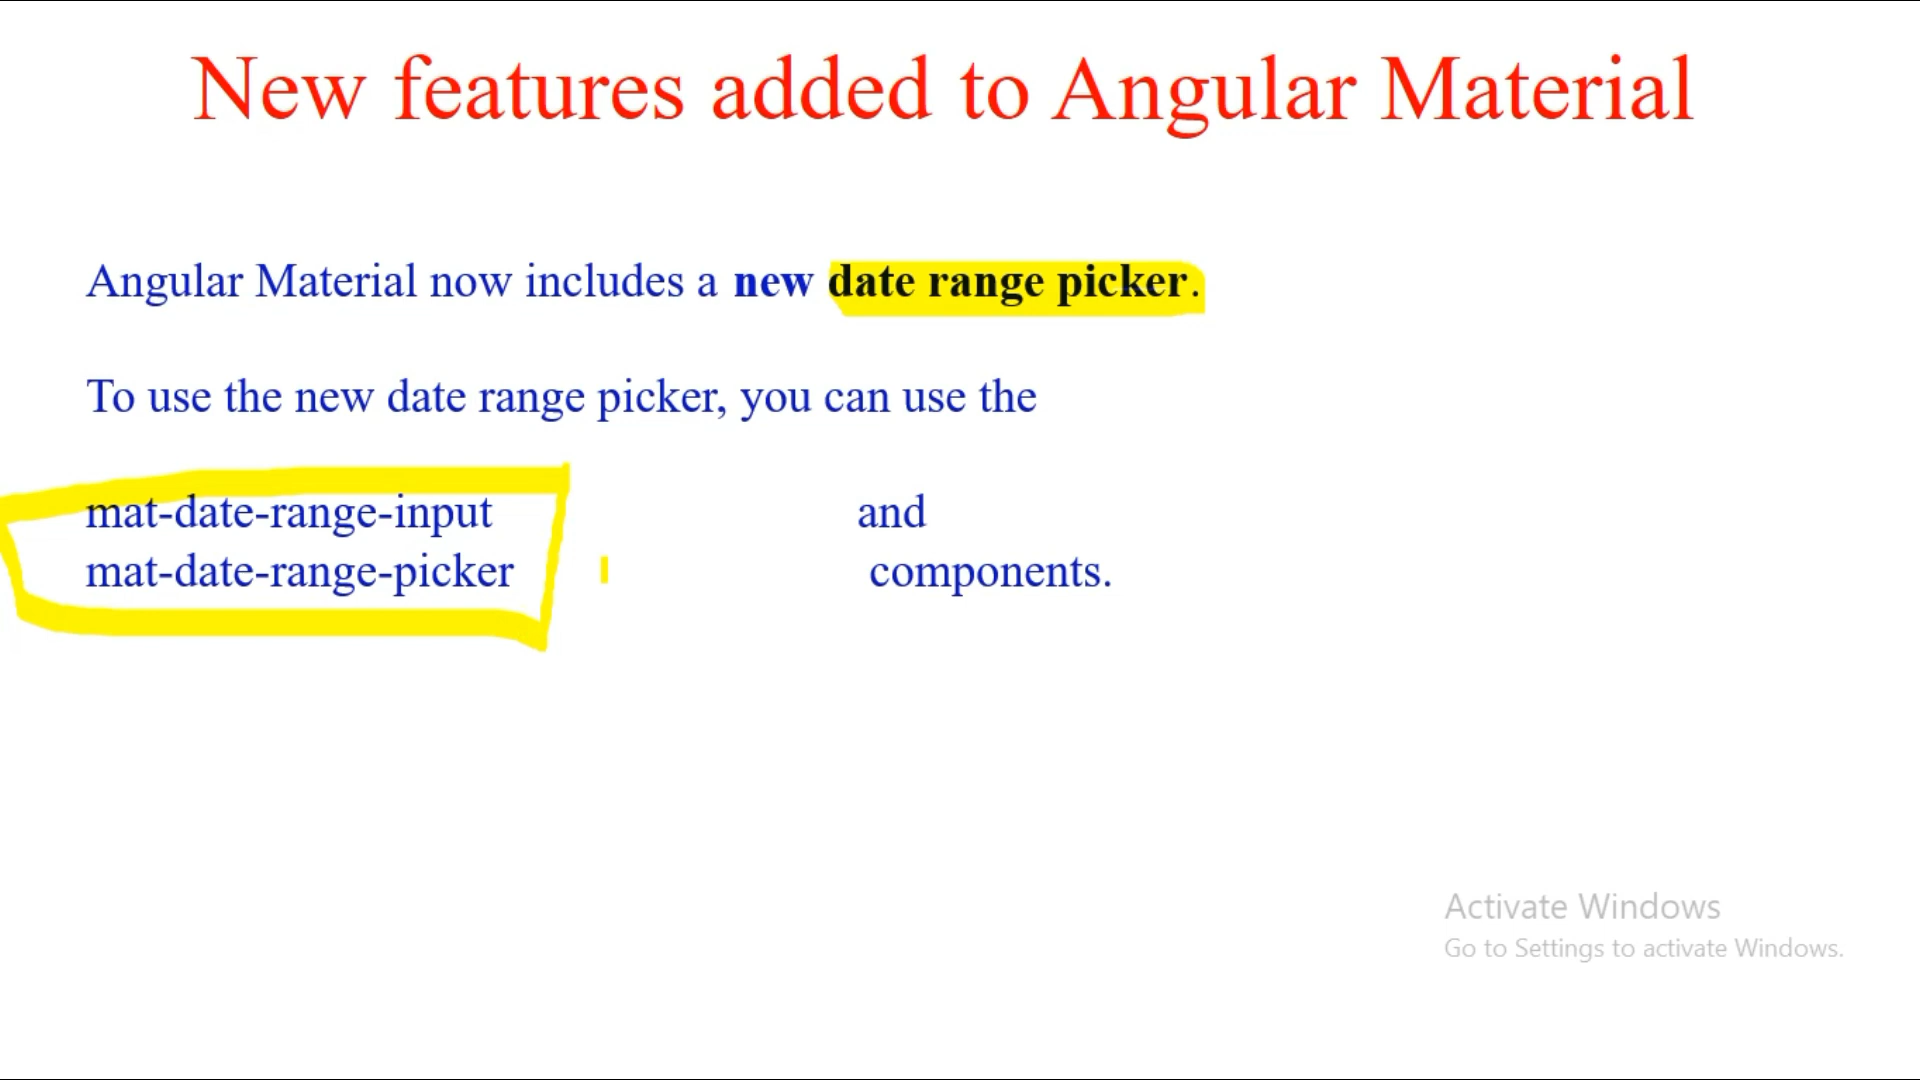 New features added to Angular Material
Angular Material now includes a new date range picker.
To use the new date range picker, you can use the
mat-date-range-input and
mat-date-range-picker components.
Activate Windows
Go to Settings to activate Windows.